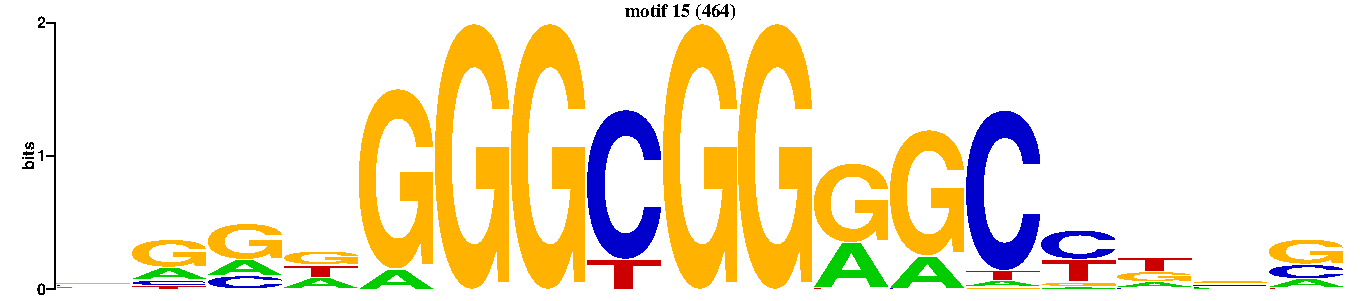 motif 15 (464)
2
bits
1
0
G G G G G G C G G G G C C T G
A A T A T A A T T G C
C C A A C A A
T